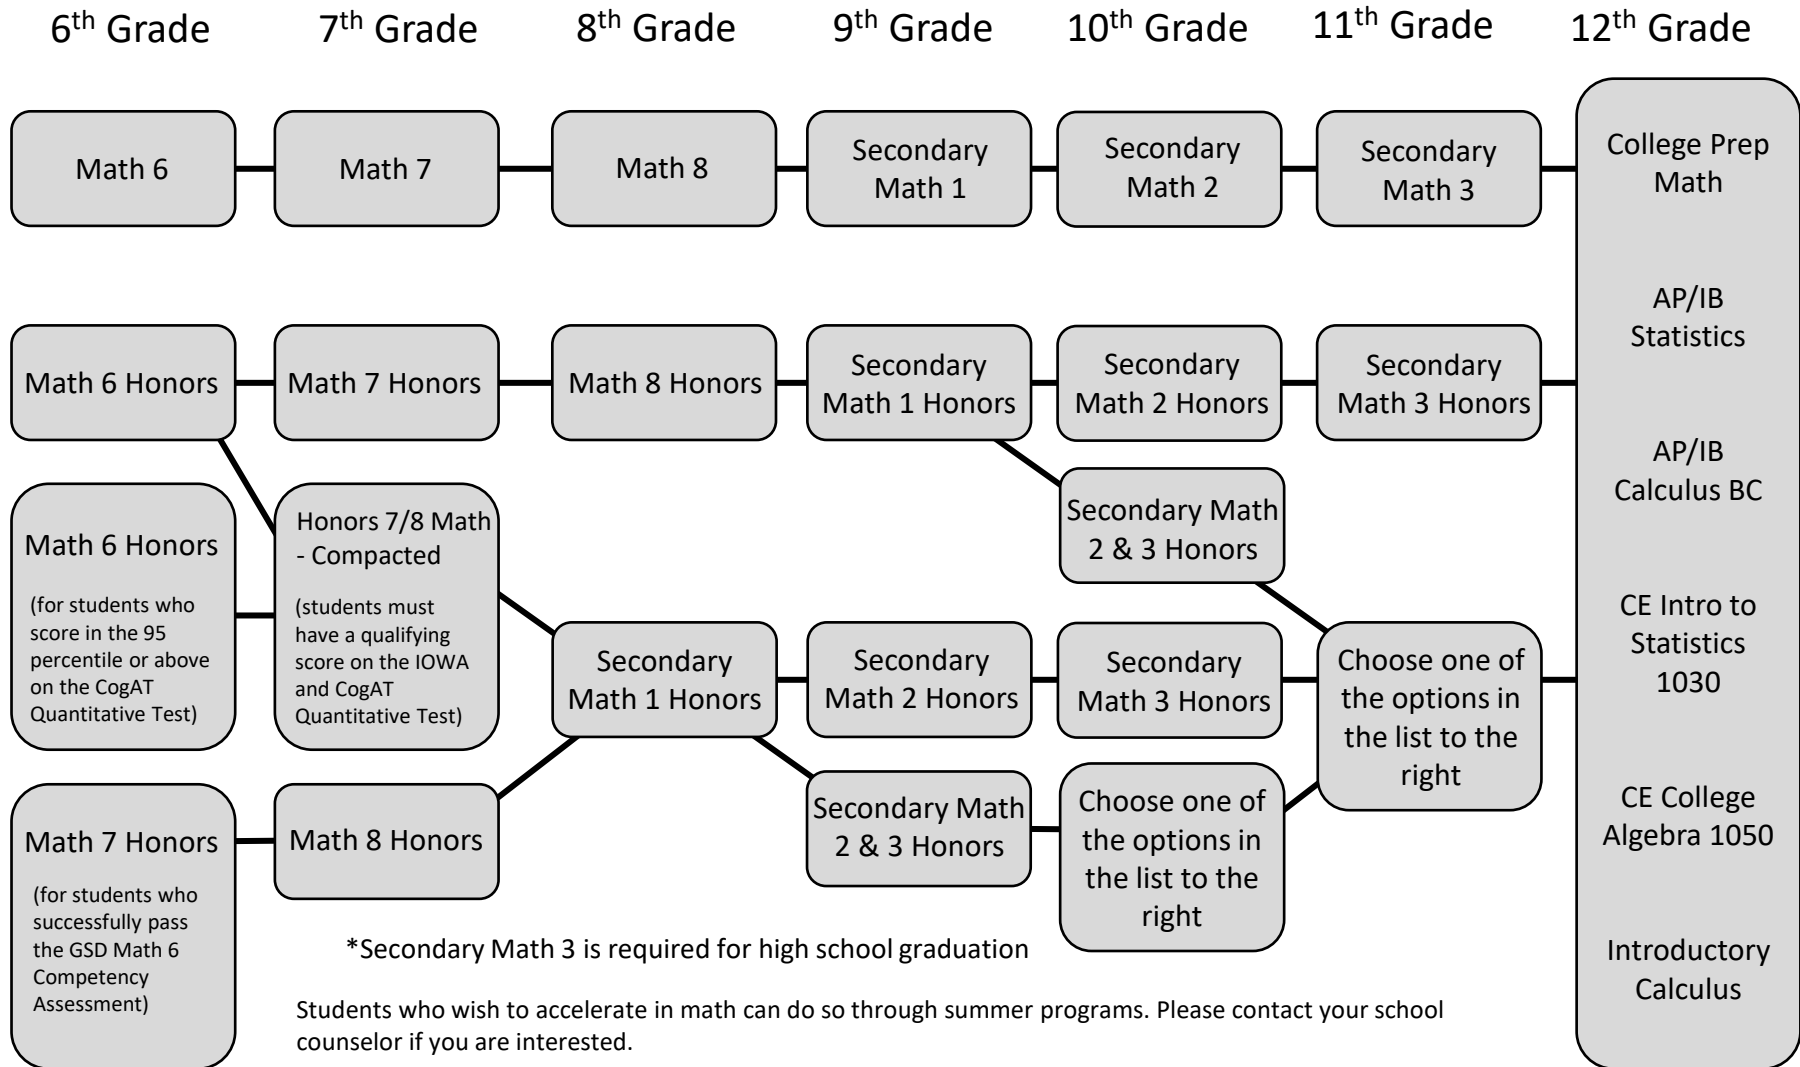 6th Grade
7th Grade
8th Grade
9th Grade
10th Grade
11th Grade
12th Grade
Math 6
Math 7
Math 8
Secondary
Math 1
Secondary
Math 2
Secondary
Math 3
College Prep
Math
AP/IB
Statistics
AP/IB
Calculus BC
CE Intro to
Statistics
1030
CE College
Algebra 1050
Introductory
Calculus
Math 6 Honors
Math 7 Honors
Math 8 Honors
Secondary
Math 1 Honors
Secondary
Math 2 Honors
Secondary
Math 3 Honors
Math 6 Honors
(for students who
score in the 95
percentile or above
on the CogAT
Quantitative Test)
Honors 7/8 Math
- Compacted
(students must
have a qualifying
score on the IOWA
and CogAT
Quantitative Test)
Secondary Math
2 & 3 Honors
Secondary
Math 1 Honors
Secondary
Math 2 Honors
Secondary
Math 3 Honors
Choose one of
the options in
the list to the
right
Math 7 Honors
(for students who
successfully pass
the GSD Math 6
Competency
Assessment)
Math 8 Honors
Secondary Math
2 & 3 Honors
Choose one of
the options in
the list to the
right
*Secondary Math 3 is required for high school graduation
Students who wish to accelerate in math can do so through summer programs. Please contact your school
counselor if you are interested.